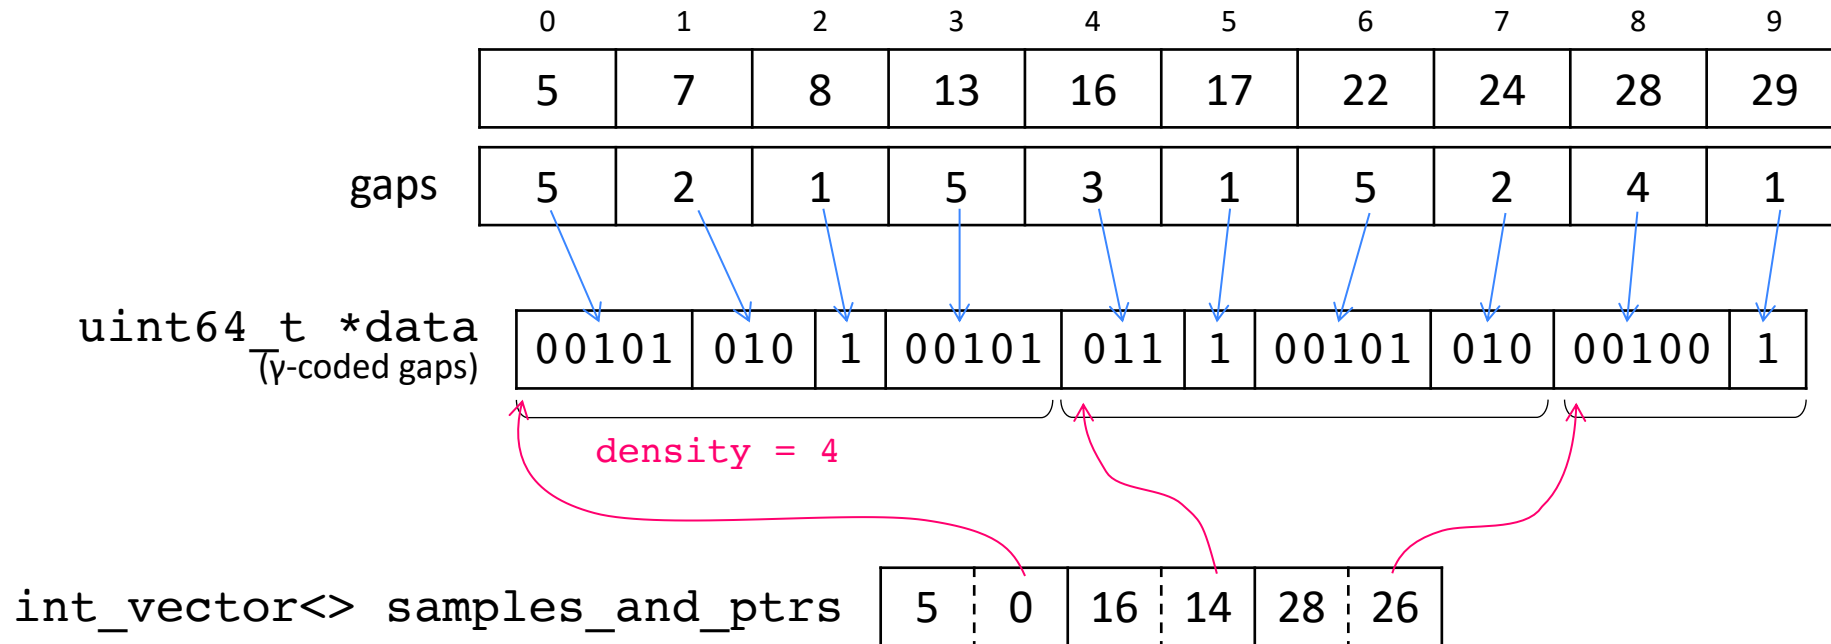 0 1 2 3 4 5 6 7 8 9
5 7 8 13 16 17 22 24 28 29
gaps 5 2 1 5 3 1 5 2 4 1
uint64_t *data 00101 010 1 00101 011 1 00101 010 00100 1
(γ-coded gaps)
density = 4
int_vector<> samples_and_ptrs 5 0 16 14 28 26